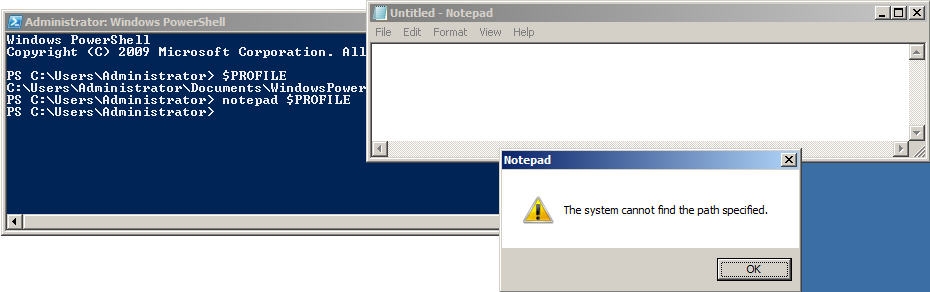 Administrator: Windows PowerShell
Windows PowerShell
Copyright (C) 2009 Microsoft Corporation. All
PS C:\Users\Administrator> $PROFILE
C:\Users\Administrator\Documents\WindowsPower
PS C:\Users\Administrator> notepad $PROFILE
PS C:\Users\Administrator>
Untitled - Notepad
File Edit Format View Help
Notepad
The system cannot find the path specified.
OK